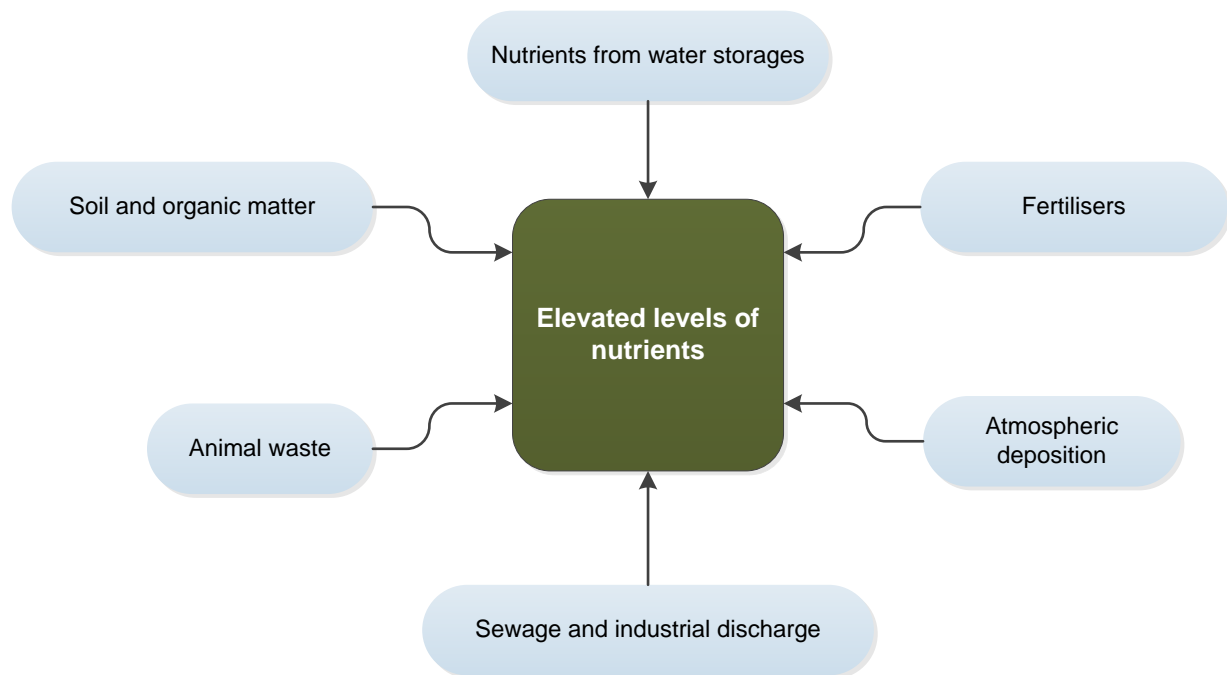 Nutrients from water storages
Soil and organic matter
Fertilisers
Elevated levels of
nutrients
Animal waste
Atmospheric
deposition
Sewage and industrial discharge